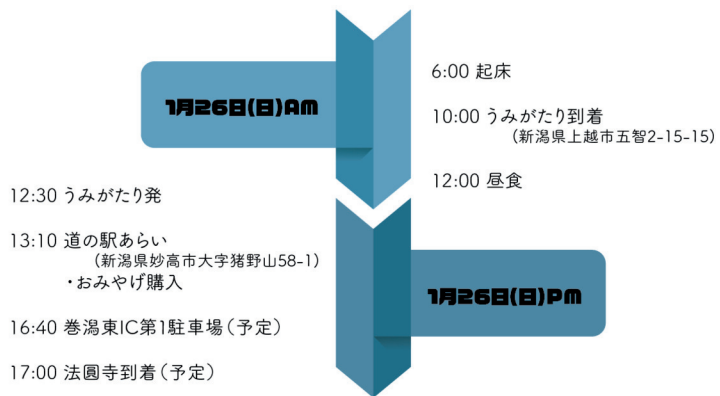 1月26日(日)AM
6:00 起床
10:00 うみがたり到着
(新潟県上越市五智2-15-15)
12:00 昼食
1月26日(日)PM
12:30 うみがたり発
13:10 道の駅あらい
(新潟県妙高市大字猪野山58-1)
・おみやげ購入
16:40 巻潟東IC第1駐車場(予定)
17:00 法圓寺到着(予定)